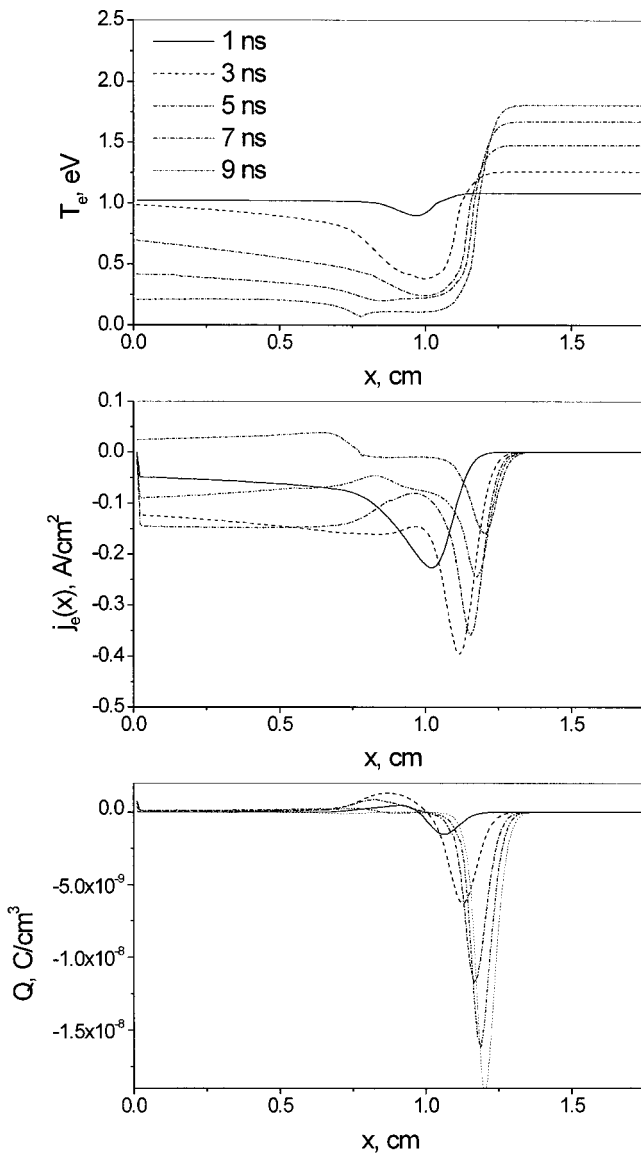 2.5
2.0
1.5
1.0
0.5
0.0
T_e, eV
1 ns
3 ns
5 ns
7 ns
9 ns
0.0 0.5 1.0 1.5
x, cm
0.1
0.0
-0.1
-0.2
-0.3
-0.4
-0.5
j_e(x), A/cm²
0.0 0.5 1.0 1.5
x, cm
0.0
-5.0x10⁻⁹
-1.0x10⁻⁸
-1.5x10⁻⁸
Q, C/cm³
0.0 0.5 1.0 1.5
x, cm